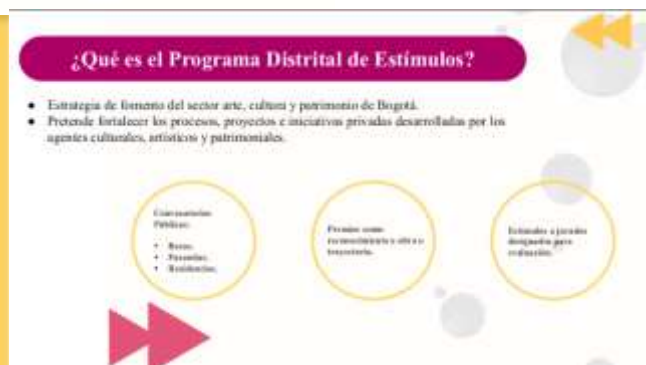 ¿Qué es el Programa Distrital de Estímulos?
● Estrategia de fomento del sector arte, cultura y patrimonio de Bogotá.
● Pretende fortalecer los procesos, proyectos e iniciativas privadas desarrolladas por los
agentes culturales, artísticos y patrimoniales.
Convocatorias
Públicas:
• Becas.
• Pasantías.
• Residencias.
Premios como
reconocimiento a obra o
trayectoria.
Estímulos a jurados
designados para
evaluación.